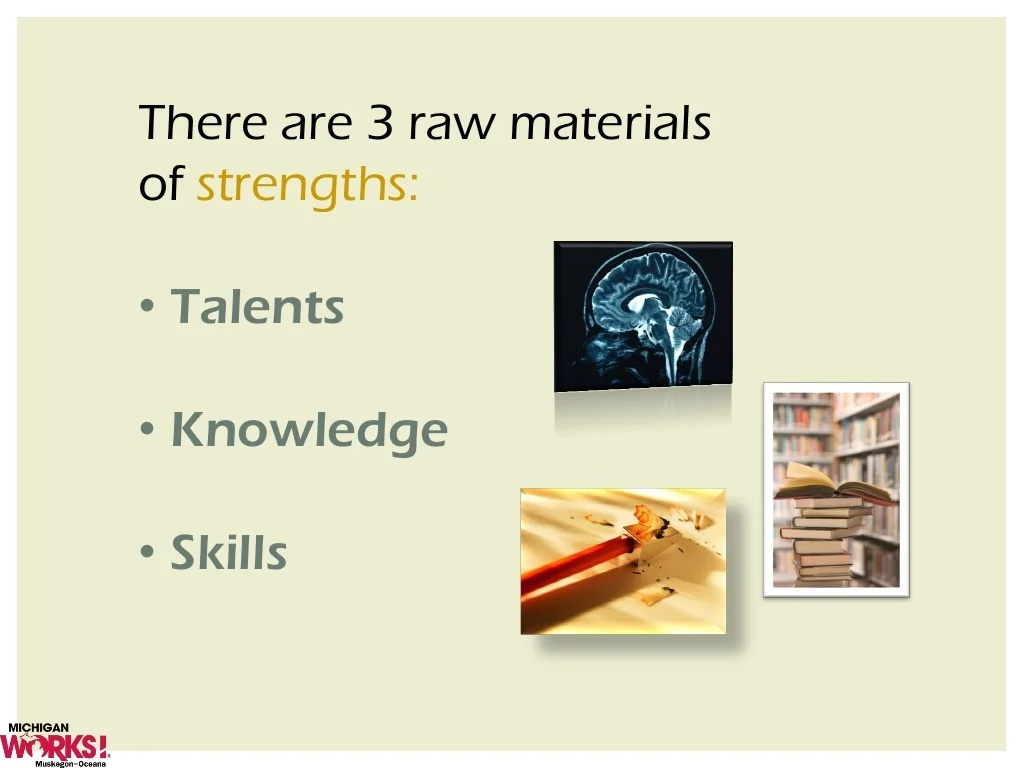 There are 3 raw materials
of strengths:
• Talents
• Knowledge
• Skills
MICHIGAN
WORKS!
Muskegon-Oceana